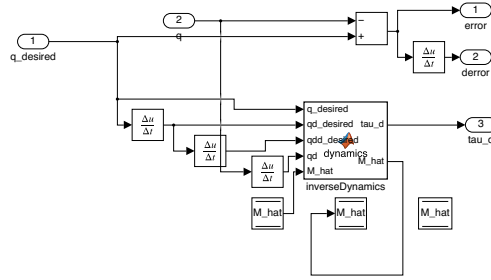 1
q_desired
2
q
−
+
1
error
Δu
Δt
2
derror
Δu
Δt
Δu
Δt
Δu
Δt
q_desired
qd_desired
qdd_desired
qd
M_hat
dynamics
tau_d
M_hat
inverseDynamics
3
tau_d
M_hat
M_hat
M_hat